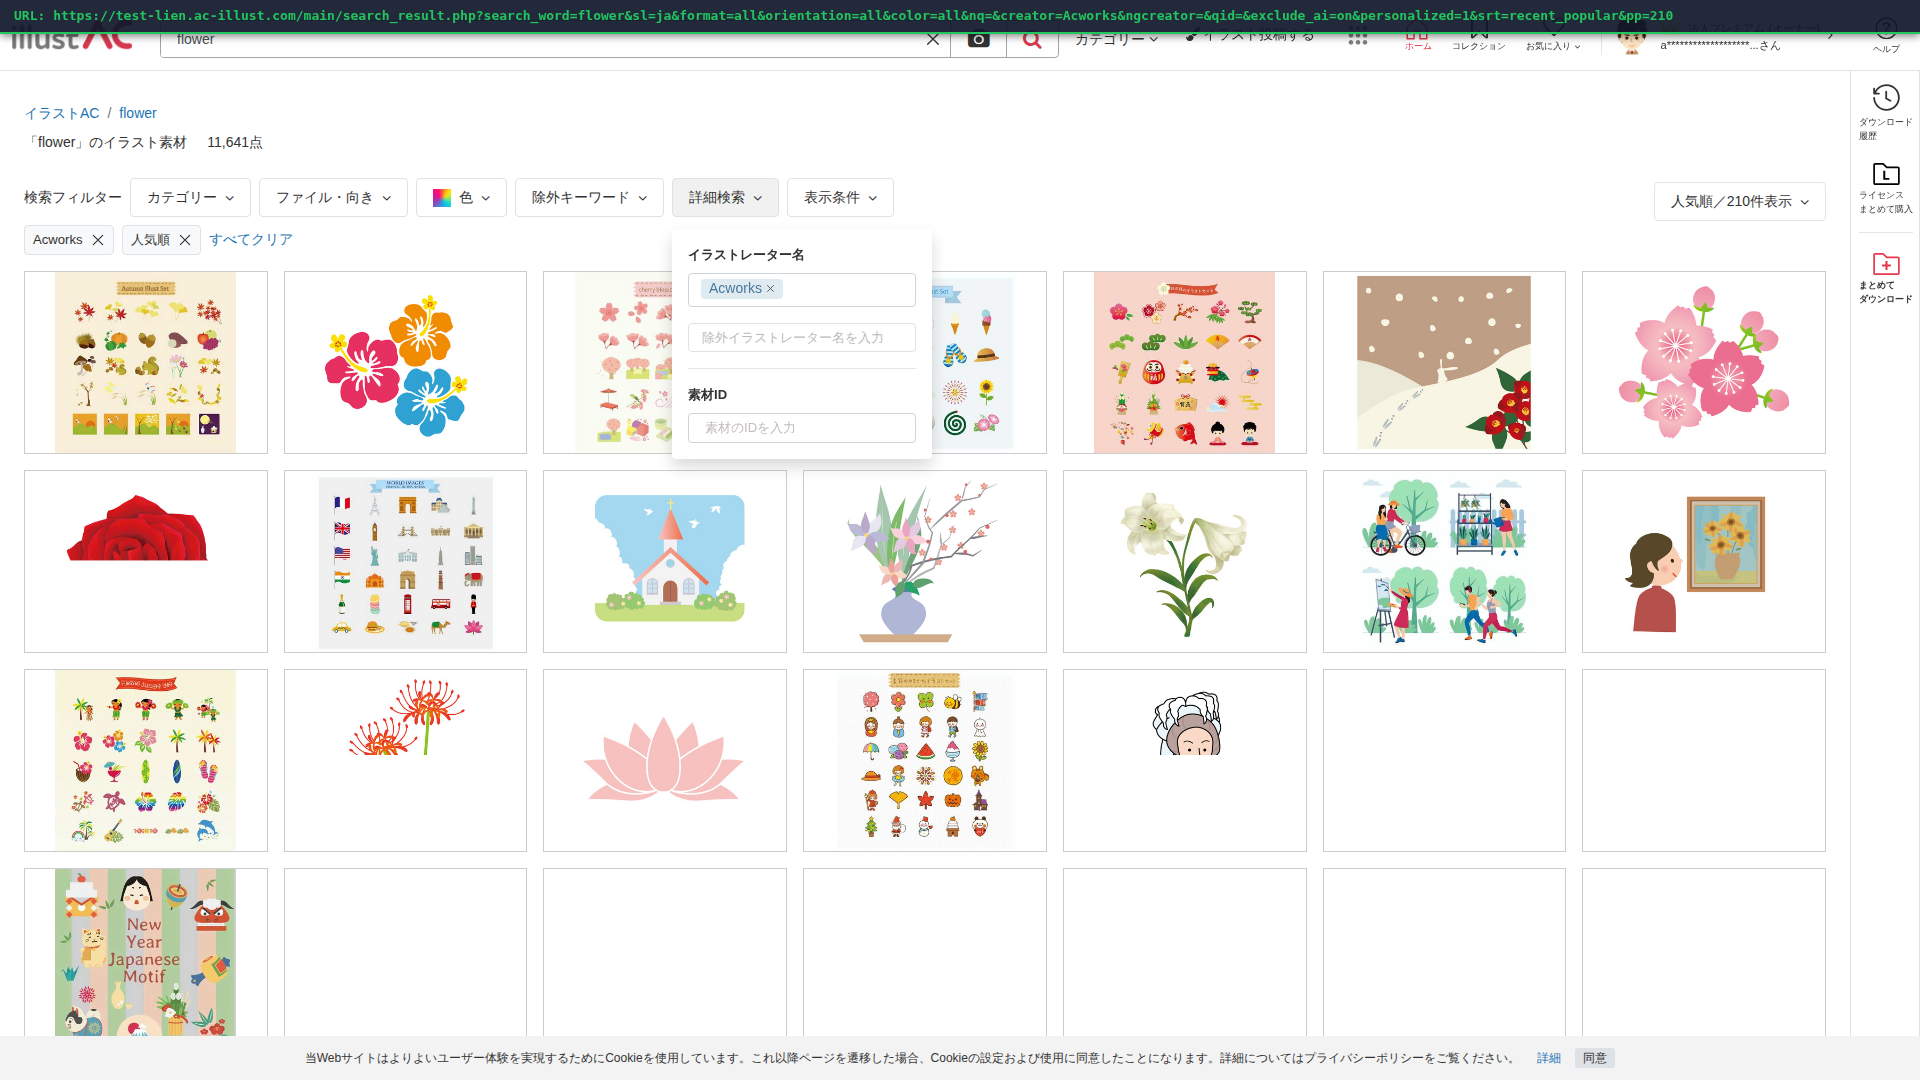 URL: https://test-lien.ac-illust.com/main/search_result.php?search_word=flower&sl=ja&format=all&orientation=all&color=all&nq=&creator=Acworks&ngcreator=&qid=&exclude_ai=on&personalized=1&srt=recent_popular&pp=210
illustAC
flower
カテゴリー
イラスト投稿する
ホーム
コレクション
お気に入り
a********************...さん
ヘルプ
イラストAC / flower
「flower」のイラスト素材 11,641点
検索フィルター
カテゴリー
ファイル・向き
色
除外キーワード
詳細検索
表示条件
人気順／210件表示
Acworks
人気順
すべてクリア
イラストレーター名
Acworks
除外イラストレーター名を入力
素材ID
素材のIDを入力
ダウンロード
履歴
ライセンス
まとめて購入
まとめて
ダウンロード
Autumn Illust Set
WORLD IMAGES
New
Year
Japanese
Motif
当Webサイトはよりよいユーザー体験を実現するためにCookieを使用しています。これ以降ページを遷移した場合、Cookieの設定および使用に同意したことになります。詳細についてはプライバシーポリシーをご覧ください。
詳細
同意